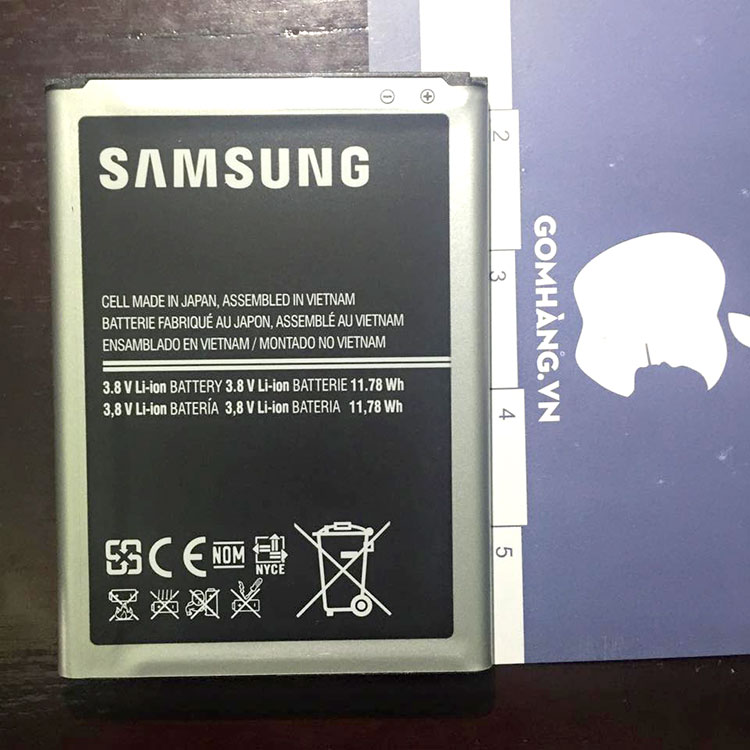 SAMSUNG
CELL MADE IN JAPAN, ASSEMBLED IN VIETNAM
BATTERIE FABRIQUÉ AU JAPON, ASSEMBLÉ AU VIETNAM
ENSAMBLADO EN VIETNAM / MONTADO NO VIETNAM
3.8 V Li-ion BATTERY 3.8 V Li-ion BATTERIE 11.78 Wh
3,8 V Li-ion BATERÍA 3,8 V Li-ion BATERIA 11,78 Wh
CE NOM NYCE
2
3
4
5
GOMHÀNG.VN